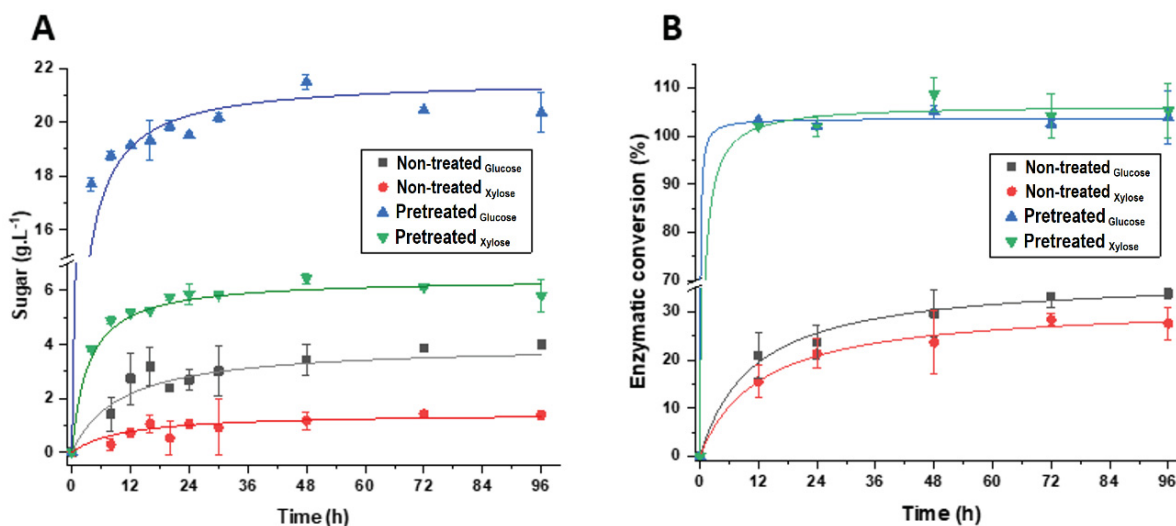 A
22
20
18
16
6
4
2
0
0 12 24 36 48 60 72 84 96
Sugar (g.L-1)
Time (h)
Non-treated Glucose
Non-treated Xylose
Pretreated Glucose
Pretreated Xylose
B
110
100
90
80
70
30
20
10
0
0 12 24 36 48 60 72 84 96
Enzymatic conversion (%)
Time (h)
Non-treated Glucose
Non-treated Xylose
Pretreated Glucose
Pretreated Xylose